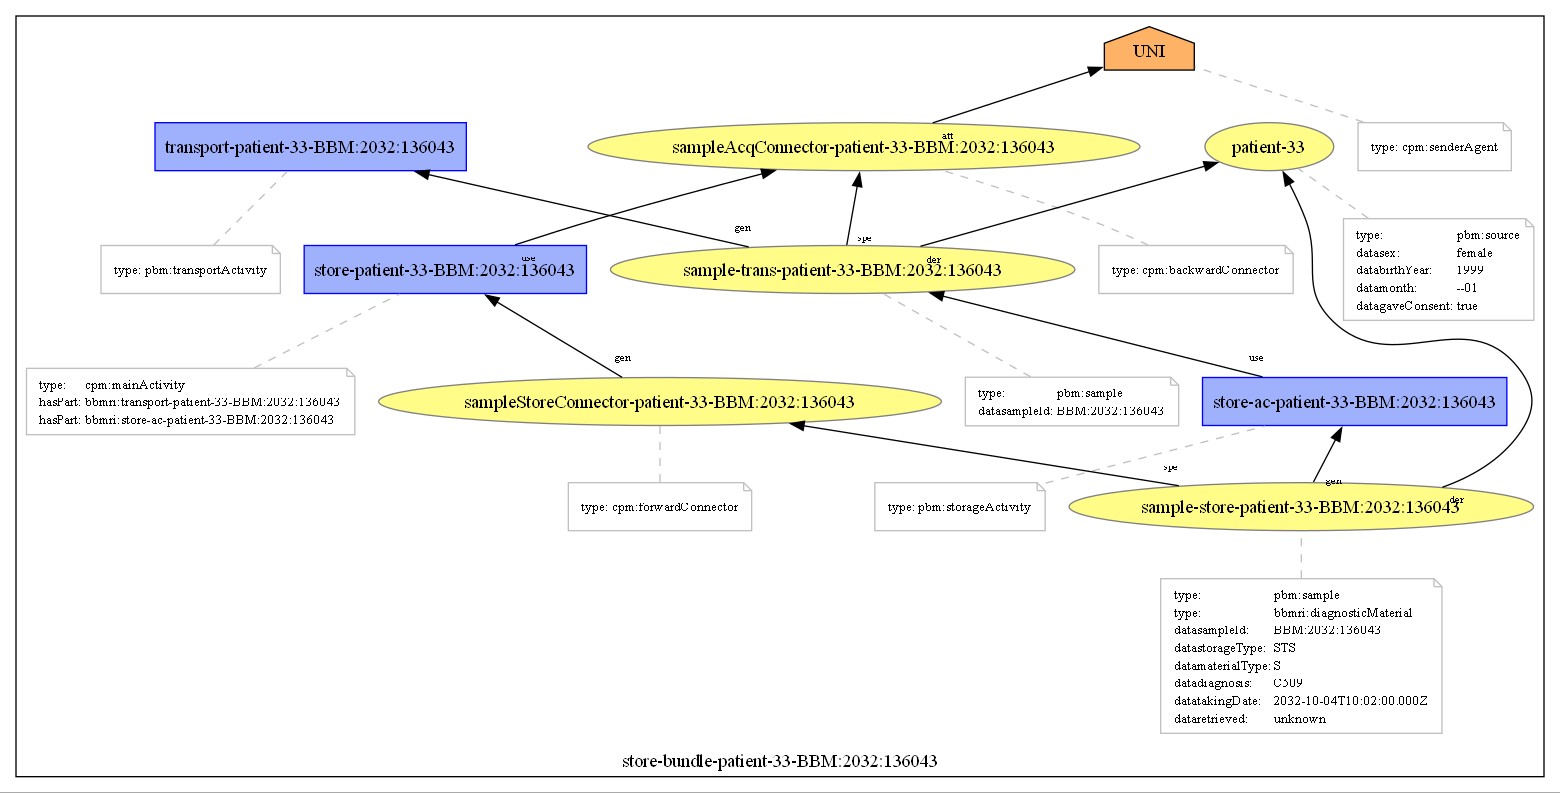 UNI
att
transport-patient-33-BBM:2032:136043
sampleAcqConnector-patient-33-BBM:2032:136043
patient-33
type: cpm:senderAgent
gen
spe
der
use
type: pbm:transportActivity
store-patient-33-BBM:2032:136043
sample-trans-patient-33-BBM:2032:136043
type: cpm:backwardConnector
type: pbm:source
datasex: female
databirthYear: 1999
datamonth: --01
datagaveConsent: true
gen
use
type: cpm:mainActivity
hasPart: bbmri:transport-patient-33-BBM:2032:136043
hasPart: bbmri:store-ac-patient-33-BBM:2032:136043
sampleStoreConnector-patient-33-BBM:2032:136043
type: pbm:sample
datasampleId: BBM:2032:136043
store-ac-patient-33-BBM:2032:136043
spe
gen
der
type: cpm:forwardConnector
type: pbm:storageActivity
sample-store-patient-33-BBM:2032:136043
type: pbm:sample
type: bbmri:diagnosticMaterial
datasampleId: BBM:2032:136043
datastorageType: STS
datamaterialType: S
datadiagnosis: C509
datatakingDate: 2032-10-04T10:02:00.000Z
dataretrieved: unknown
store-bundle-patient-33-BBM:2032:136043